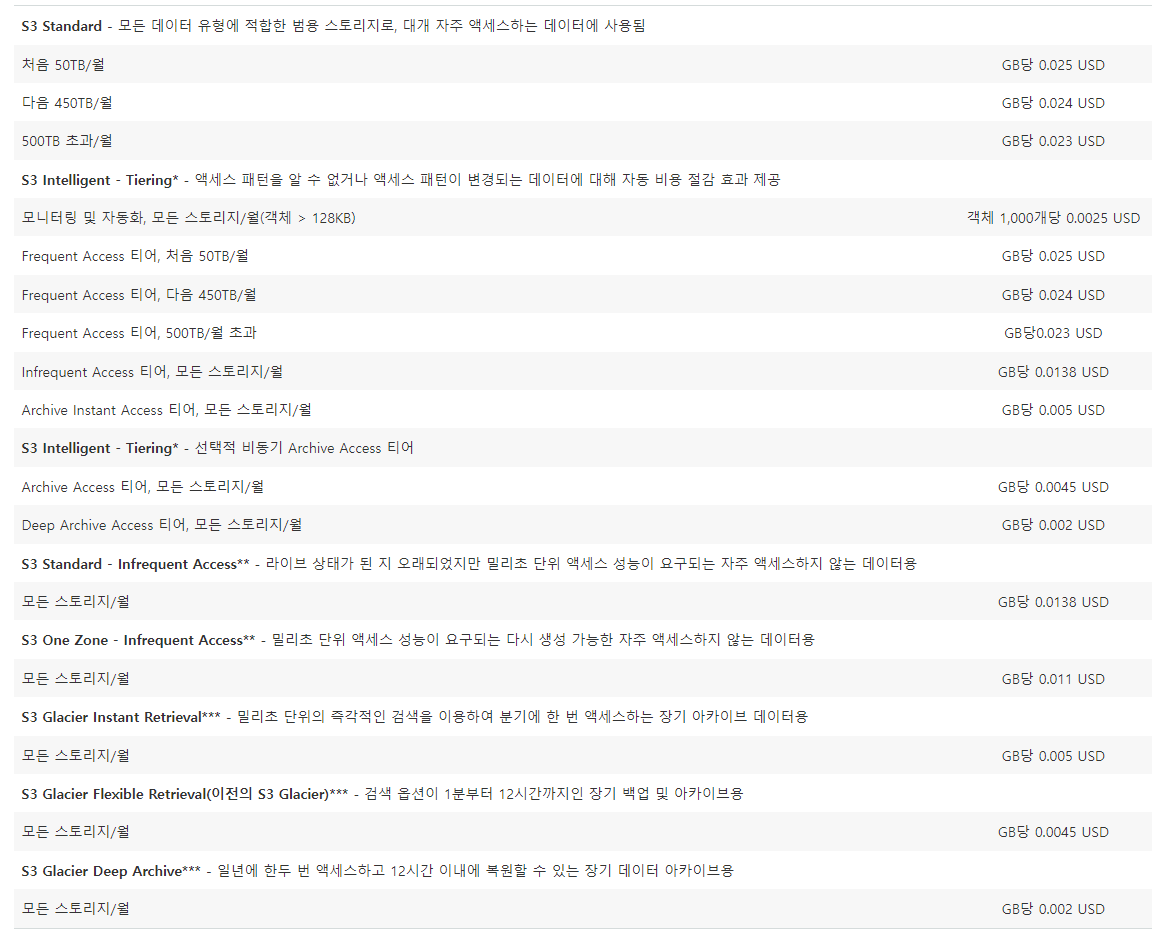 S3 Standard - 모든 데이터 유형에 적합한 범용 스토리지로, 대개 자주 액세스하는 데이터에 사용됨
처음 50TB/월 GB당 0.025 USD
다음 450TB/월 GB당 0.024 USD
500TB 초과/월 GB당 0.023 USD
S3 Intelligent - Tiering* - 액세스 패턴을 알 수 없거나 액세스 패턴이 변경되는 데이터에 대해 자동 비용 절감 효과 제공
모니터링 및 자동화, 모든 스토리지/월(객체 > 128KB) 객체 1,000개당 0.0025 USD
Frequent Access 티어, 처음 50TB/월 GB당 0.025 USD
Frequent Access 티어, 다음 450TB/월 GB당 0.024 USD
Frequent Access 티어, 500TB/월 초과 GB당0.023 USD
Infrequent Access 티어, 모든 스토리지/월 GB당 0.0138 USD
Archive Instant Access 티어, 모든 스토리지/월 GB당 0.005 USD
S3 Intelligent - Tiering* - 선택적 비동기 Archive Access 티어
Archive Access 티어, 모든 스토리지/월 GB당 0.0045 USD
Deep Archive Access 티어, 모든 스토리지/월 GB당 0.002 USD
S3 Standard - Infrequent Access** - 라이브 상태가 된 지 오래되었지만 밀리초 단위 액세스 성능이 요구되는 자주 액세스하지 않는 데이터용
모든 스토리지/월 GB당 0.0138 USD
S3 One Zone - Infrequent Access** - 밀리초 단위 액세스 성능이 요구되는 다시 생성 가능한 자주 액세스하지 않는 데이터용
모든 스토리지/월 GB당 0.011 USD
S3 Glacier Instant Retrieval*** - 밀리초 단위의 즉각적인 검색을 이용하여 분기에 한 번 액세스하는 장기 아카이브 데이터용
모든 스토리지/월 GB당 0.005 USD
S3 Glacier Flexible Retrieval(이전의 S3 Glacier)*** - 검색 옵션이 1분부터 12시간까지인 장기 백업 및 아카이브용
모든 스토리지/월 GB당 0.0045 USD
S3 Glacier Deep Archive*** - 일년에 한두 번 액세스하고 12시간 이내에 복원할 수 있는 장기 데이터 아카이브용
모든 스토리지/월 GB당 0.002 USD